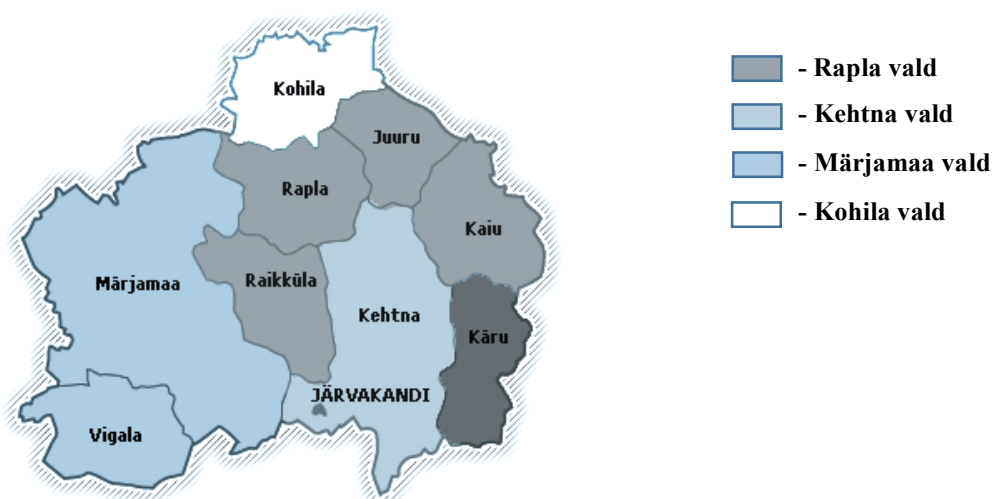 Kohila
Juuru
Rapla
Kaiu
Märjamaa
Raikküla
Kehtna
Käru
JÄRVAKANDI
Vigala
- Rapla vald
- Kehtna vald
- Märjamaa vald
- Kohila vald